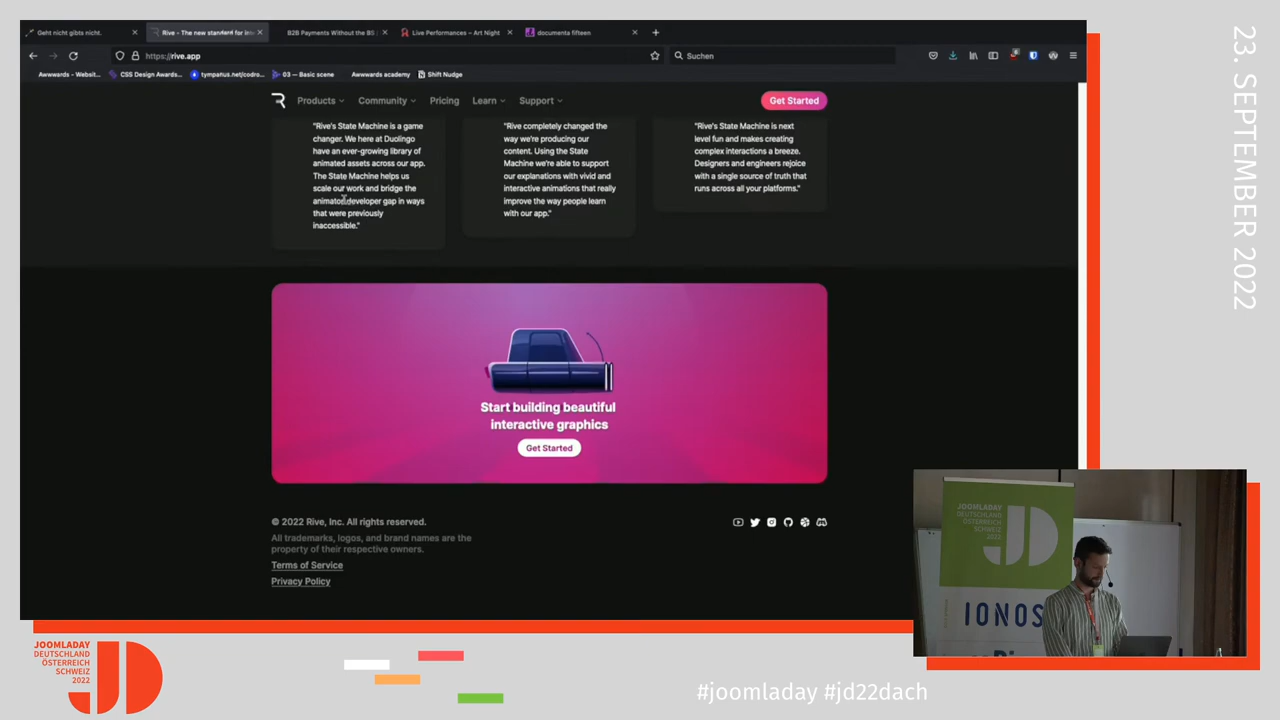 Geht nicht gibts nicht.
Rive - The new standard for int
B2B Payments Without the BS
Live Performances — Art Night
documenta fifteen
https://rive.app
Suchen
Awwwards - Websit...
CSS Design Awards...
tympanus.net/codro...
03 — Basic scene
Awwwards academy
Shift Nudge
Products
Community
Pricing
Learn
Support
Get Started
"Rive's State Machine is a game
changer. We here at Duolingo
have an ever-growing library of
animated assets across our app.
The State Machine helps us
scale our work and bridge the
animator/developer gap in ways
that were previously
inaccessible."
"Rive completely changed the
way we're producing our
content. Using the State
Machine we're able to support
our explanations with vivid and
interactive animations that really
improve the way people learn
with our app."
"Rive's State Machine is next
level fun and makes creating
complex interactions a breeze.
Designers and engineers rejoice
with a single source of truth that
runs across all your platforms."
Start building beautiful
interactive graphics
Get Started
© 2022 Rive, Inc. All rights reserved.
All trademarks, logos, and brand names are the
property of their respective owners.
Terms of Service
Privacy Policy
23. SEPTEMBER 2022
JOOMLADAY
DEUTSCHLAND
ÖSTERREICH
SCHWEIZ
2022
JD
IONOS
JOOMLADAY
DEUTSCHLAND
ÖSTERREICH
SCHWEIZ
2022
JD
#joomladay #jd22dach